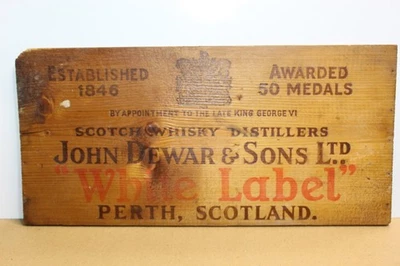 ESTABLISHED 1846
AWARDED 50 MEDALS
BY APPOINTMENT TO THE LATE KING GEORGE VI
SCOTCH WHISKY DISTILLERS
JOHN DEWAR & SONS LTD.,
"White Label"
PERTH, SCOTLAND.